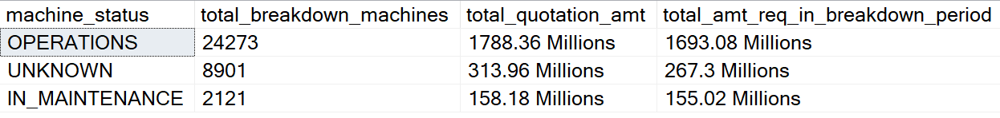 machine_status total_breakdown_machines total_quotation_amt total_amt_req_in_breakdown_period
OPERATIONS 24273 1788.36 Millions 1693.08 Millions
UNKNOWN 8901 313.96 Millions 267.3 Millions
IN_MAINTENANCE 2121 158.18 Millions 155.02 Millions